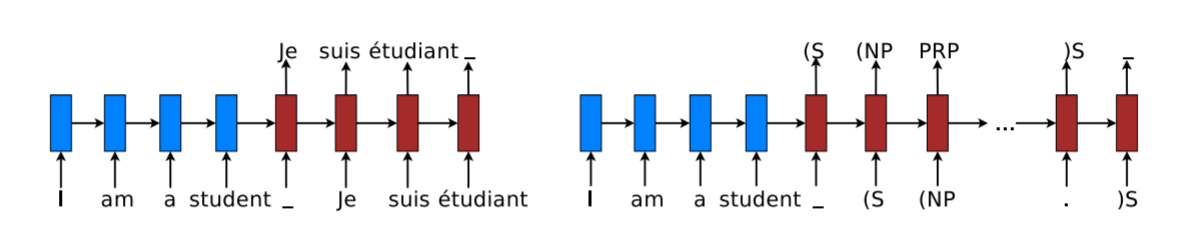 Je suis étudiant _
I am a student _ Je suis étudiant
(S (NP PRP )S _
...
I am a student _ (S (NP . )S